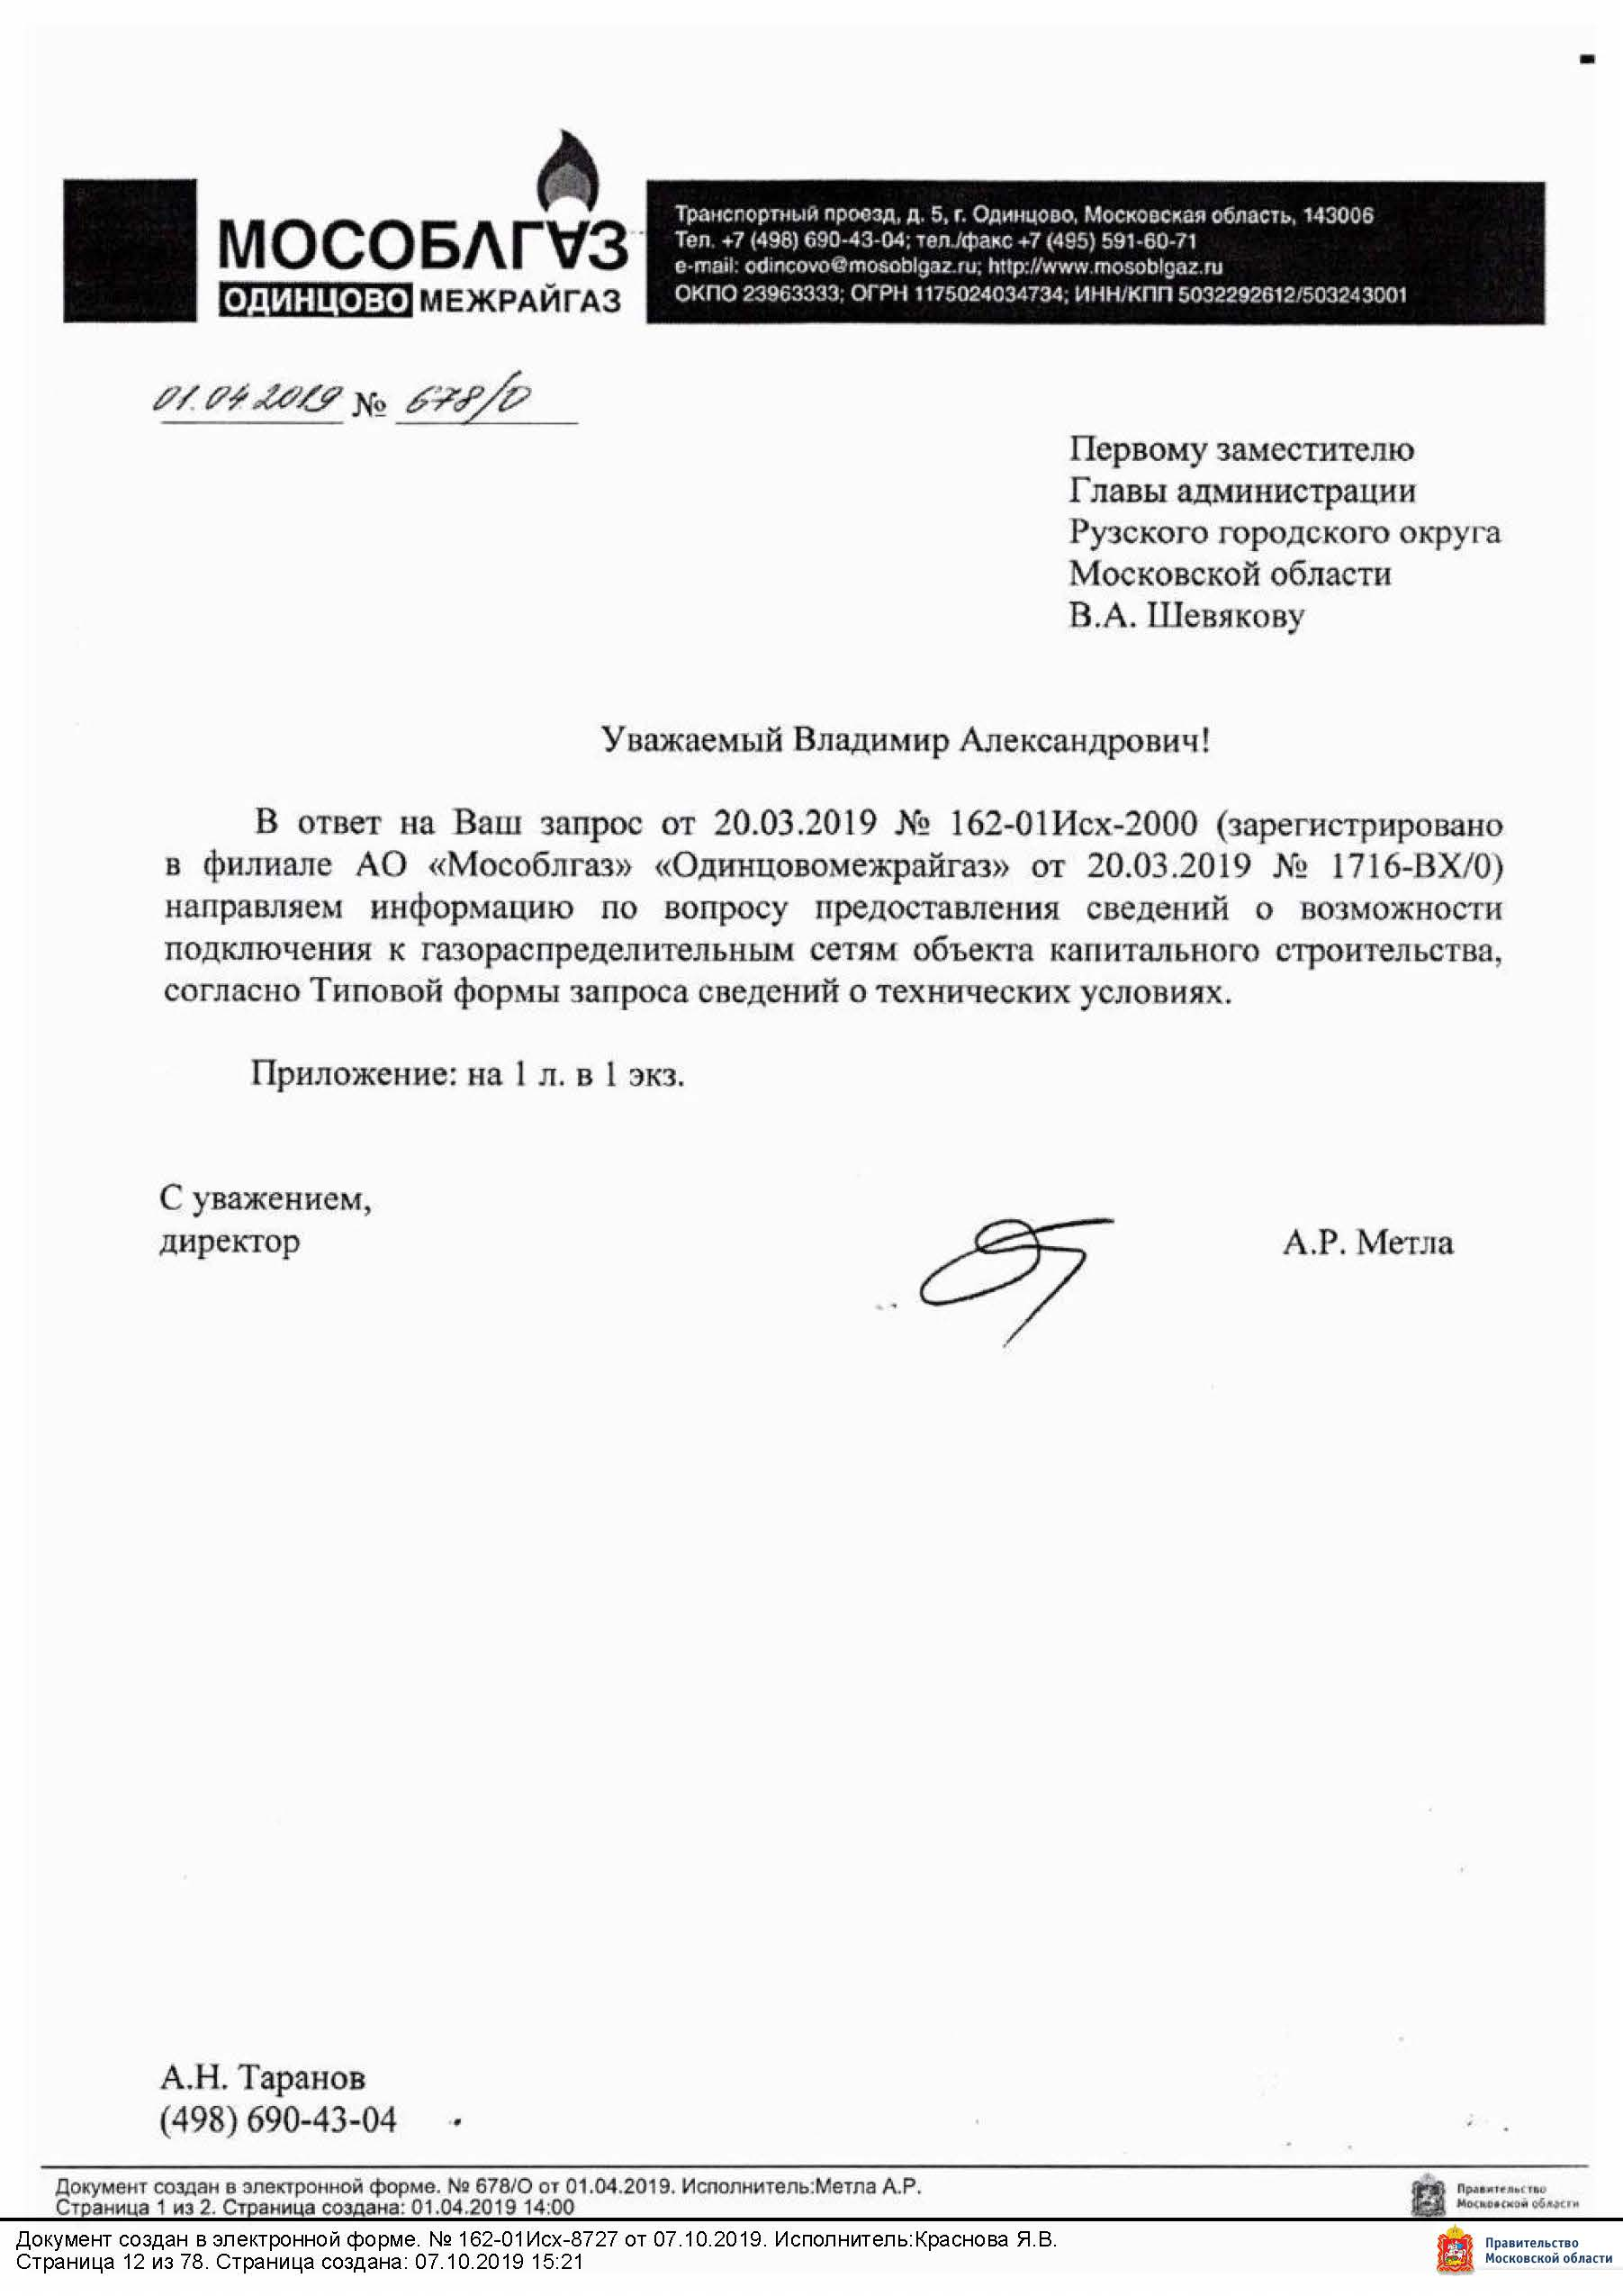 МОСОБЛГАЗ
ОДИНЦОВО МЕЖРАЙГАЗ
Транспортный проезд, д. 5, г. Одинцово, Московская область, 143006
Тел. +7 (498) 690-43-04; тел./факс +7 (495) 591-60-71
e-mail: odincovo@mosoblgaz.ru; http://www.mosoblgaz.ru
ОКПО 23963333; ОГРН 1175024034734; ИНН/КПП 5032292612/503243001
01.04.2019 № 678/О
Первому заместителю
Главы администрации
Рузского городского округа
Московской области
В.А. Шевякову
Уважаемый Владимир Александрович!
В ответ на Ваш запрос от 20.03.2019 № 162-01Исх-2000 (зарегистрировано
в филиале АО «Мособлгаз» «Одинцовомежрайгаз» от 20.03.2019 № 1716-ВХ/0)
направляем информацию по вопросу предоставления сведений о возможности
подключения к газораспределительным сетям объекта капитального строительства,
согласно Типовой формы запроса сведений о технических условиях.
Приложение: на 1 л. в 1 экз.
С уважением,
директор
А.Р. Метла
А.Н. Таранов
(498) 690-43-04
Документ создан в электронной форме. № 678/О от 01.04.2019. Исполнитель:Метла А.Р.
Страница 1 из 2. Страница создана: 01.04.2019 14:00
Правительство
Московской области
Документ создан в электронной форме. № 162-01Исх-8727 от 07.10.2019. Исполнитель:Краснова Я.В.
Страница 12 из 78. Страница создана: 07.10.2019 15:21
Правительство
Московской области